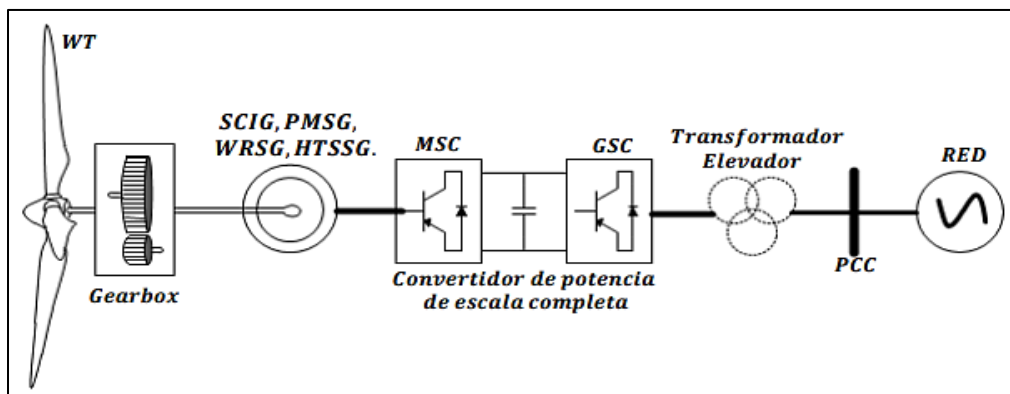 WT
Gearbox
SCIG, PMSG,
WRSG, HTSSG.
MSC
GSC
Convertidor de potencia
de escala completa
Transformador
Elevador
PCC
RED